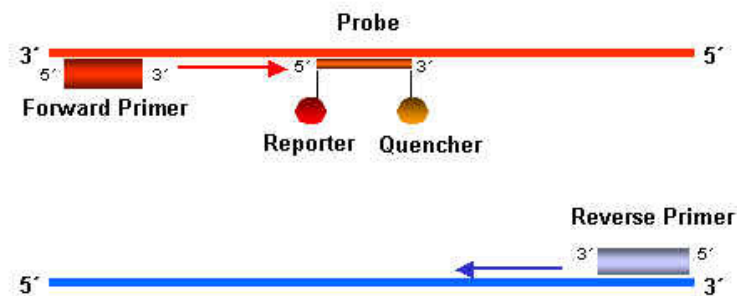 Probe
3´ 5´
5´ 3´ 5´ 3´
Forward Primer
Reporter Quencher
Reverse Primer
3´ 5´
5´ 3´